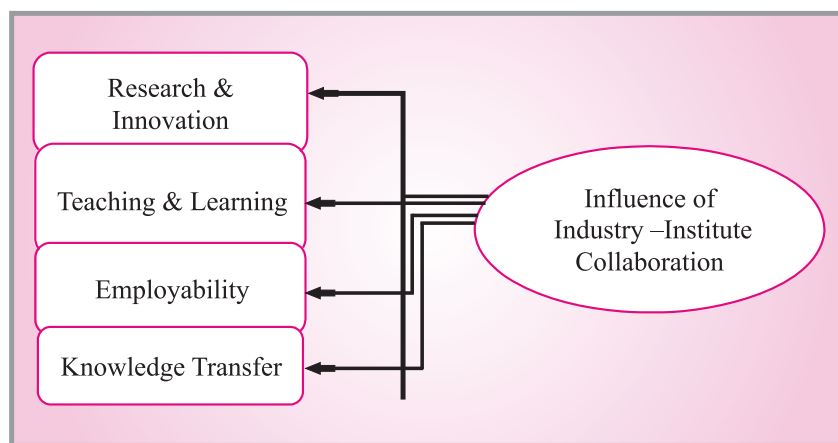 Research &
Innovation
Teaching & Learning
Employability
Knowledge Transfer
Influence of
Industry –Institute
Collaboration